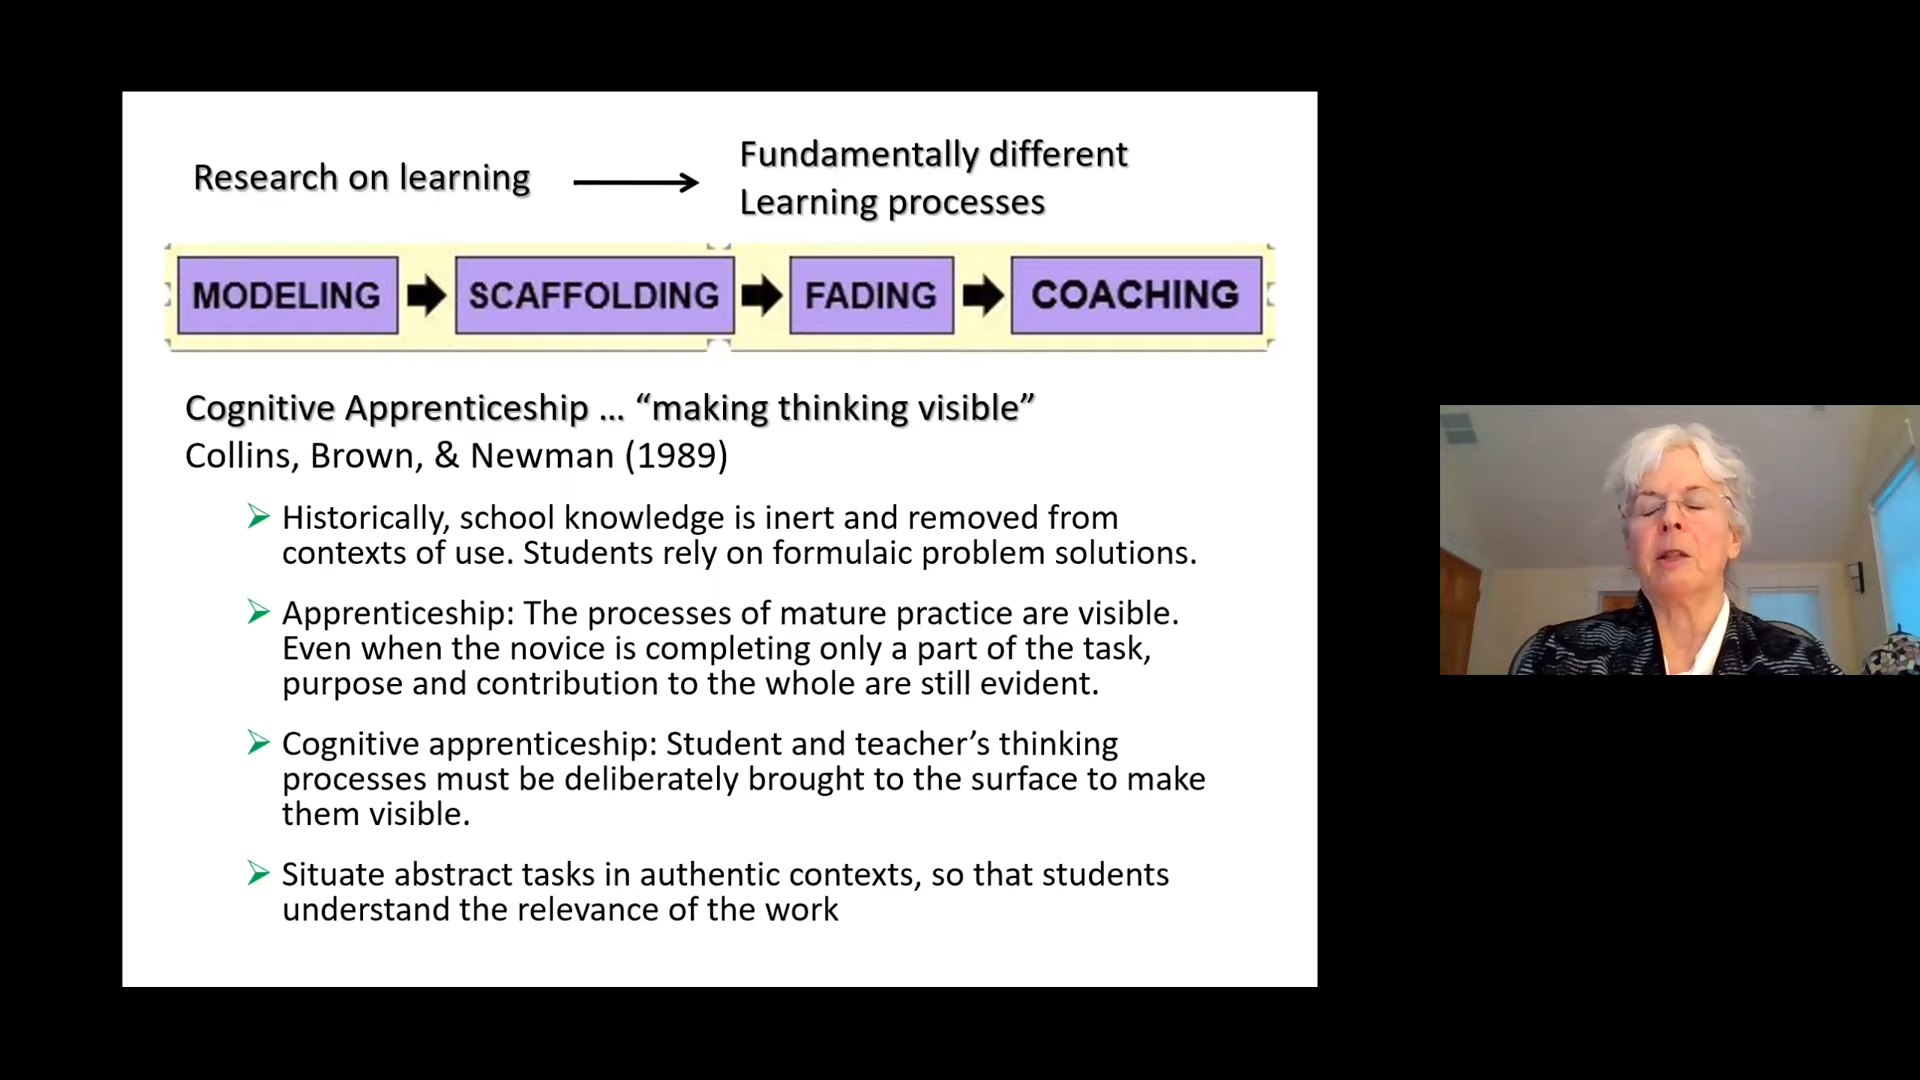 Research on learning
Fundamentally different
Learning processes
MODELING
SCAFFOLDING
FADING
COACHING
Cognitive Apprenticeship … “making thinking visible”
Collins, Brown, & Newman (1989)
Historically, school knowledge is inert and removed from
contexts of use. Students rely on formulaic problem solutions.
Apprenticeship: The processes of mature practice are visible.
Even when the novice is completing only a part of the task,
purpose and contribution to the whole are still evident.
Cognitive apprenticeship: Student and teacher’s thinking
processes must be deliberately brought to the surface to make
them visible.
Situate abstract tasks in authentic contexts, so that students
understand the relevance of the work